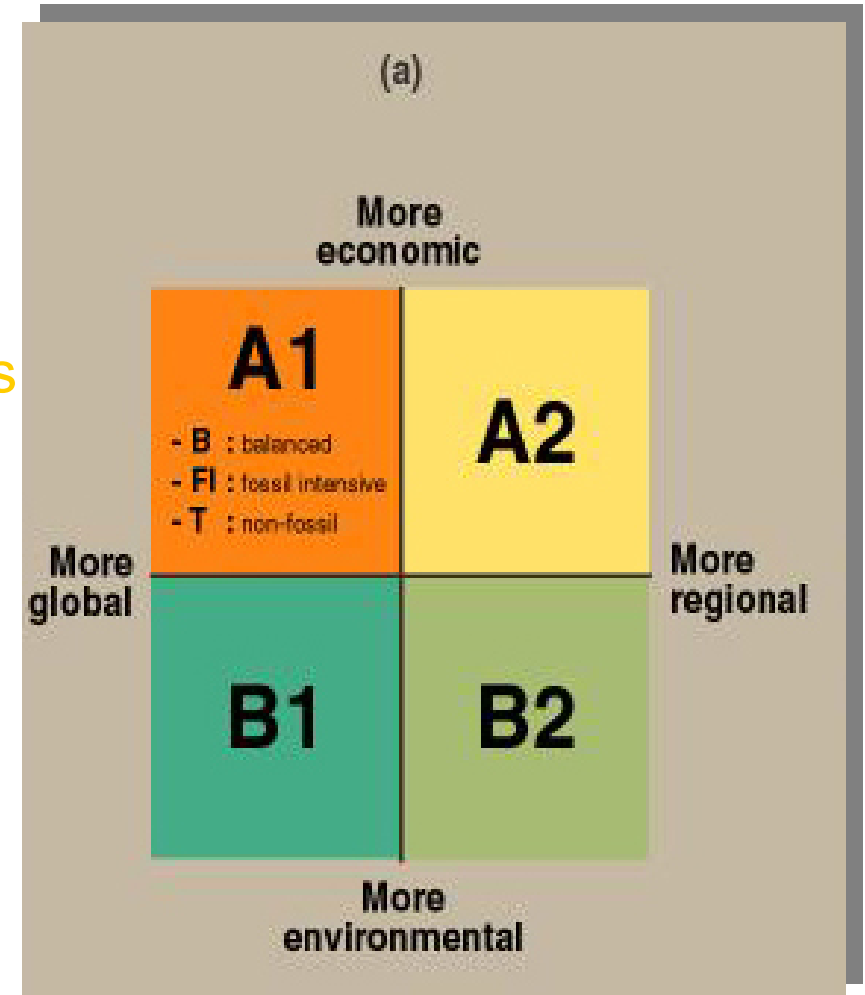 (a)
More
economic
s
A1
- B : balanced
- FI : fossil intensive
- T : non-fossil
A2
More
global
More
regional
B1
B2
More
environmental